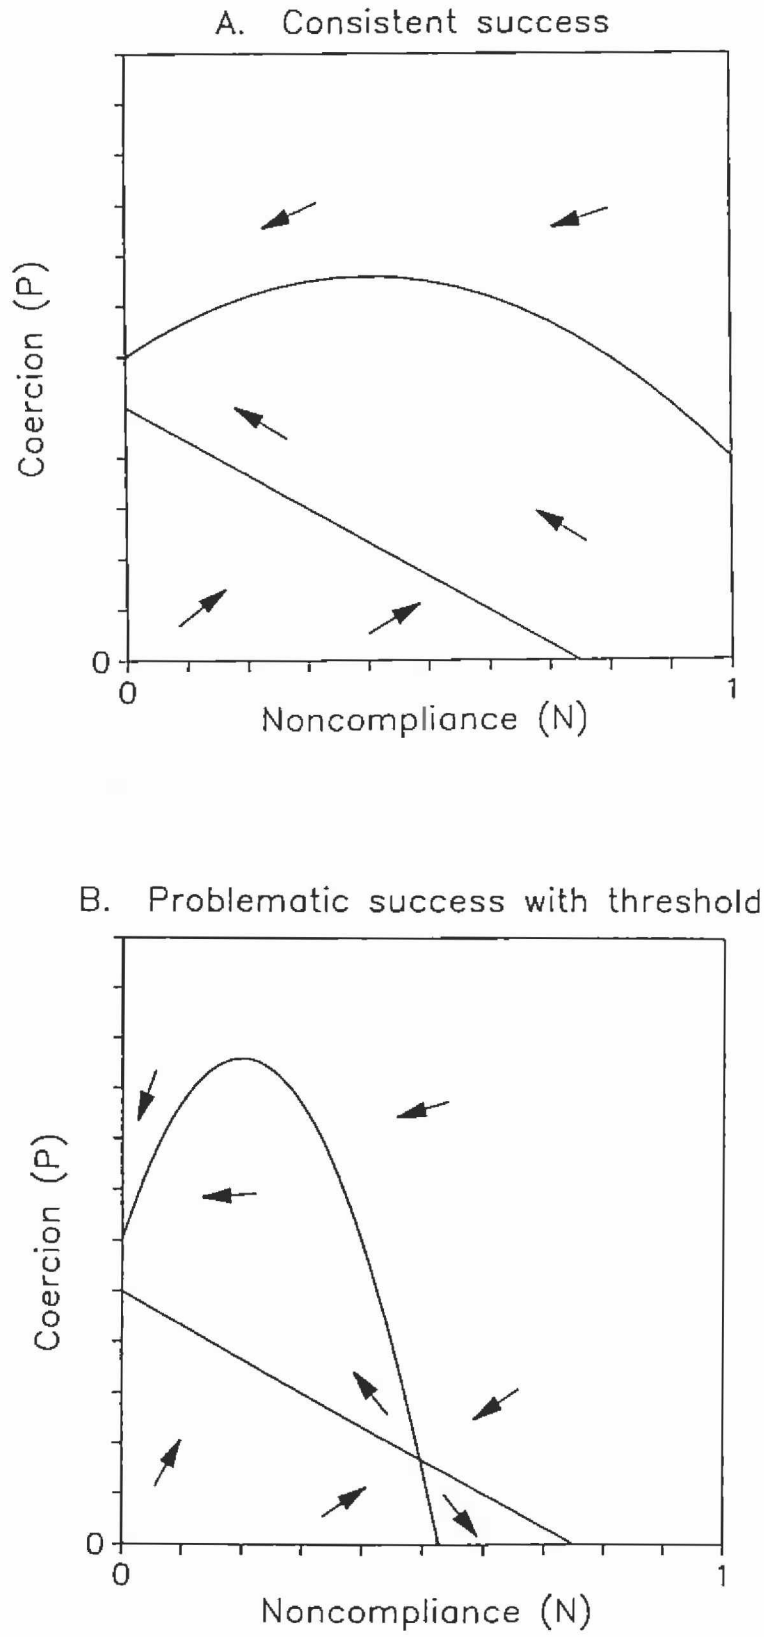 A. Consistent success
Coercion (P)
0
0
1
Noncompliance (N)
B. Problematic success with threshold
Coercion (P)
0
0
1
Noncompliance (N)